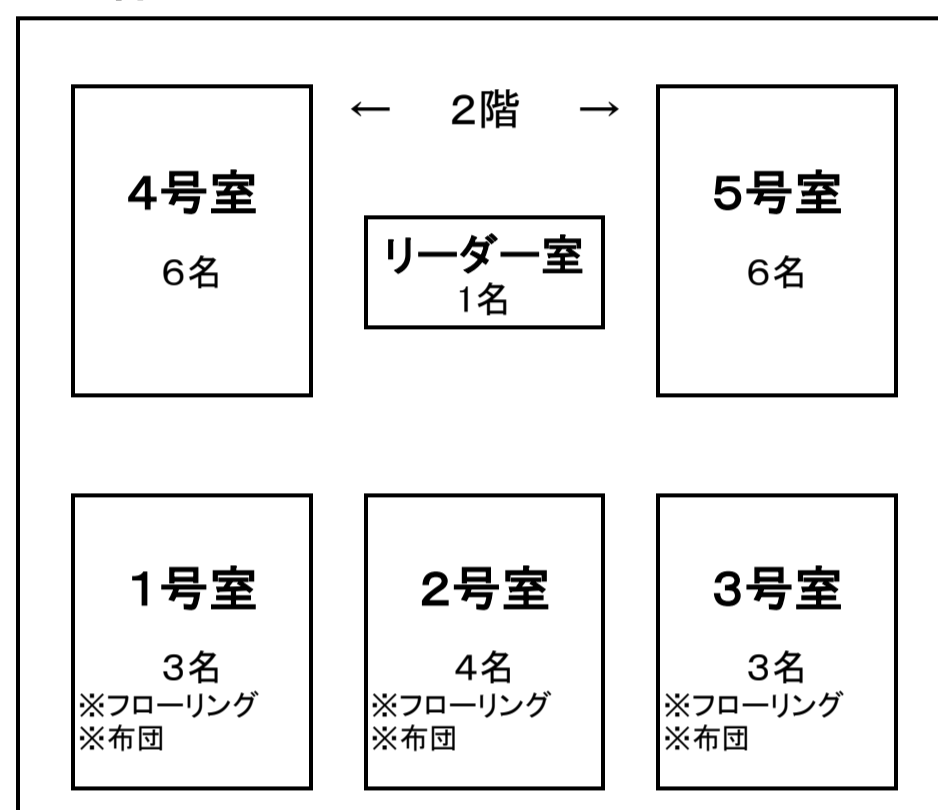 ← 2階 →
4号室
6名
リーダー室
1名
5号室
6名
1号室
3名
※フローリング
※布団
2号室
4名
※フローリング
※布団
3号室
3名
※フローリング
※布団